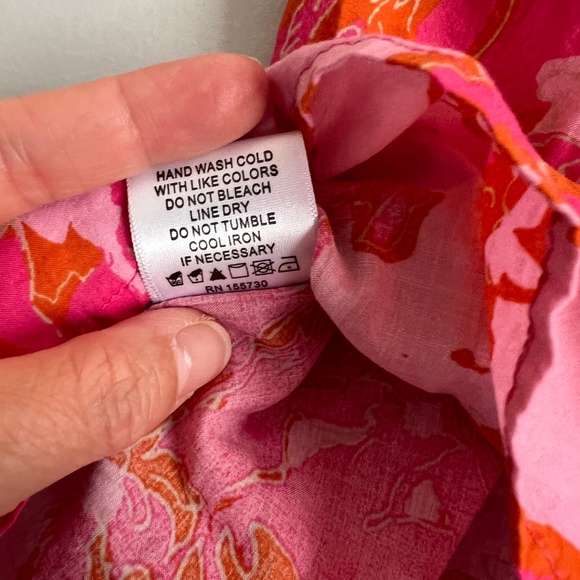 HAND WASH COLD
WITH LIKE COLORS
DO NOT BLEACH
LINE DRY
DO NOT TUMBLE
COOL IRON
IF NECESSARY
RN 155730